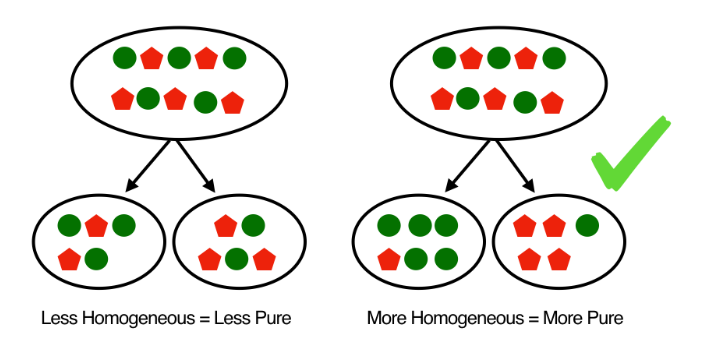 Less Homogeneous = Less Pure
More Homogeneous = More Pure